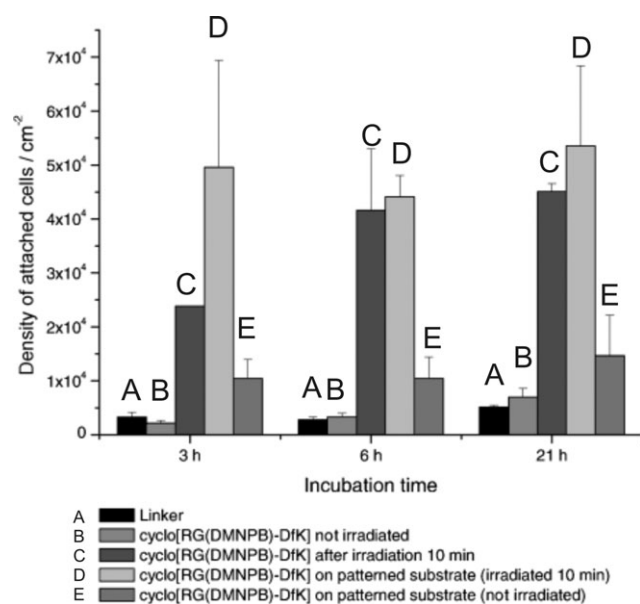 D
D
7x10⁴
6x10⁴
C
D
C
5x10⁴
4x10⁴
C
E
3x10⁴
E
E
2x10⁴
A
B
A
B
A
B
1x10⁴
0
Density of attached cells / cm⁻²
3 h
6 h
21 h
Incubation time
A Linker
B cyclo[RG(DMNPB)-DfK] not irradiated
C cyclo[RG(DMNPB)-DfK] after irradiation 10 min
D cyclo[RG(DMNPB)-DfK] on patterned substrate (irradiated 10 min)
E cyclo[RG(DMNPB)-DfK] on patterned substrate (not irradiated)